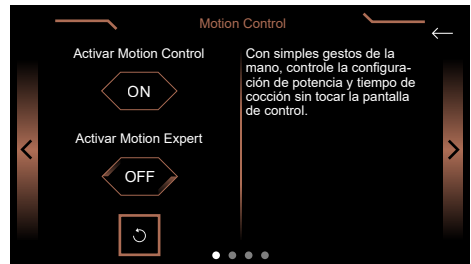 Motion Control
Activar Motion Control
ON
Activar Motion Expert
OFF
Con simples gestos de la
mano, controle la configura-
ción de potencia y tiempo de
cocción sin tocar la pantalla
de control.